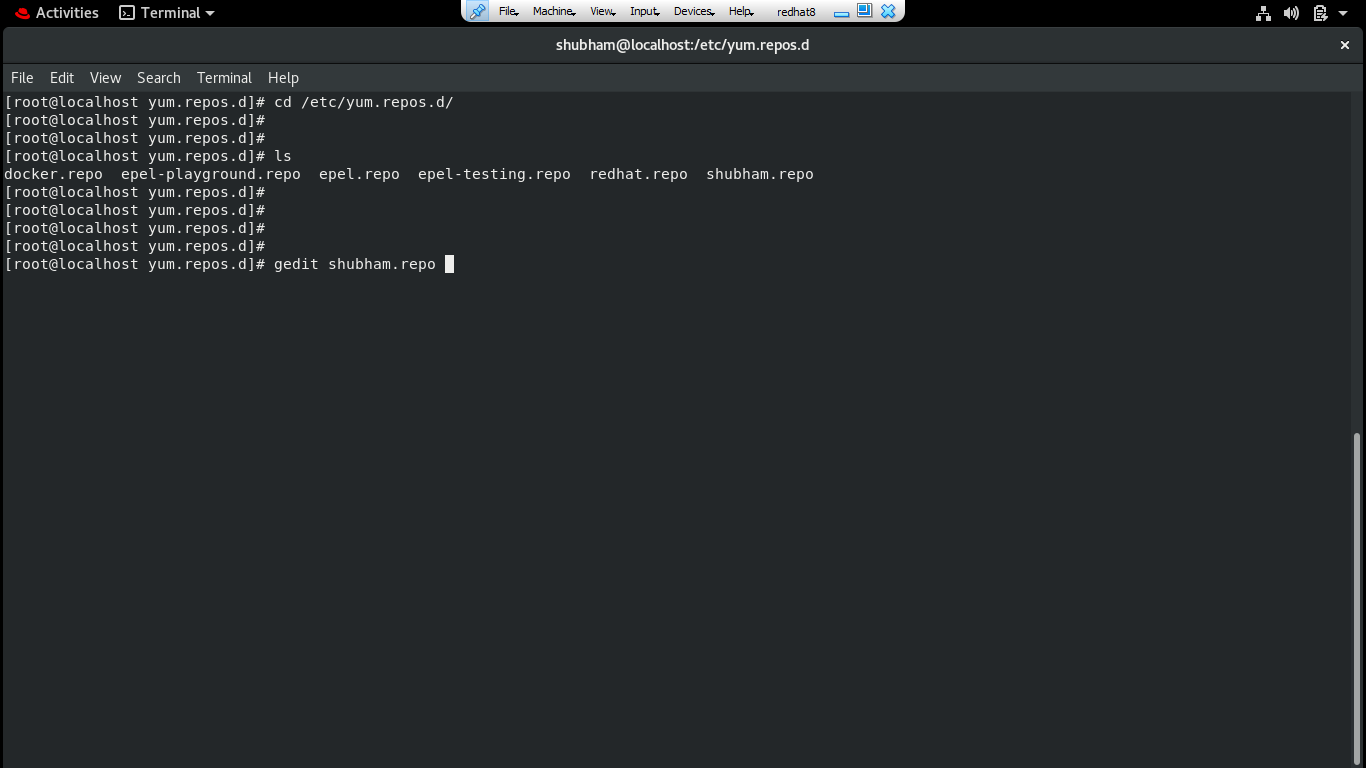 Activities Terminal File Machine View Input Devices Help redhat8
shubham@localhost:/etc/yum.repos.d
File Edit View Search Terminal Help
[root@localhost yum.repos.d]# cd /etc/yum.repos.d/
[root@localhost yum.repos.d]#
[root@localhost yum.repos.d]#
[root@localhost yum.repos.d]# ls
docker.repo  epel-playground.repo  epel.repo  epel-testing.repo  redhat.repo  shubham.repo
[root@localhost yum.repos.d]#
[root@localhost yum.repos.d]#
[root@localhost yum.repos.d]#
[root@localhost yum.repos.d]#
[root@localhost yum.repos.d]# gedit shubham.repo